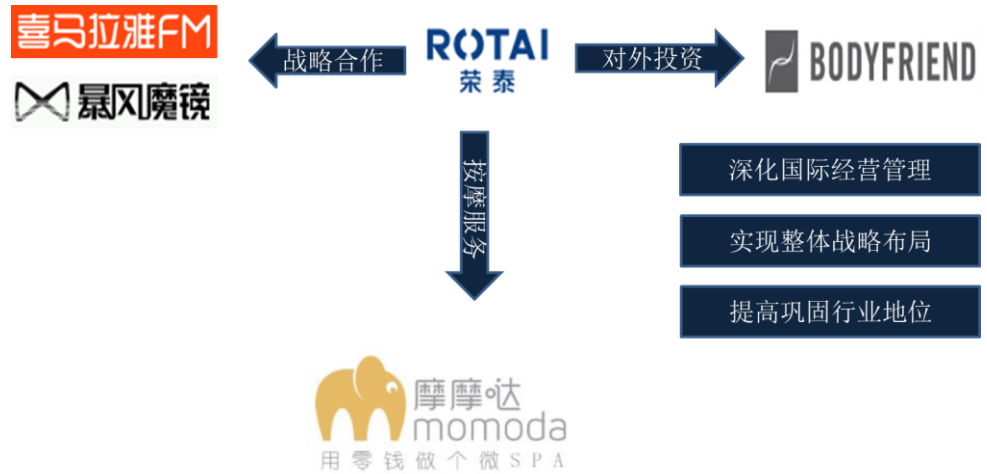 喜马拉雅FM
暴风魔镜
战略合作
ROTAI
荣泰
对外投资
BODYFRIEND
按摩服务
深化国际经营管理
实现整体战略布局
提高巩固行业地位
摩摩哒
momoda
用零钱做个微SPA